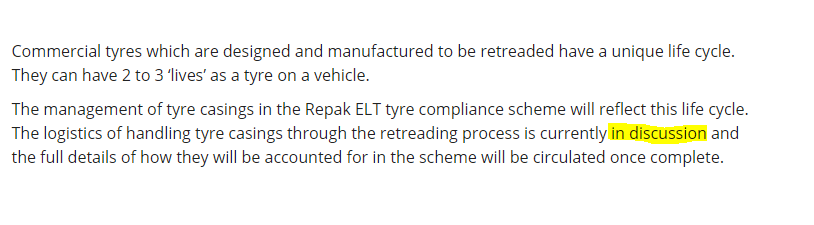 Commercial tyres which are designed and manufactured to be retreaded have a unique life cycle.
They can have 2 to 3 ‘lives’ as a tyre on a vehicle.
The management of tyre casings in the Repak ELT tyre compliance scheme will reflect this life cycle.
The logistics of handling tyre casings through the retreading process is currently in discussion and
the full details of how they will be accounted for in the scheme will be circulated once complete.